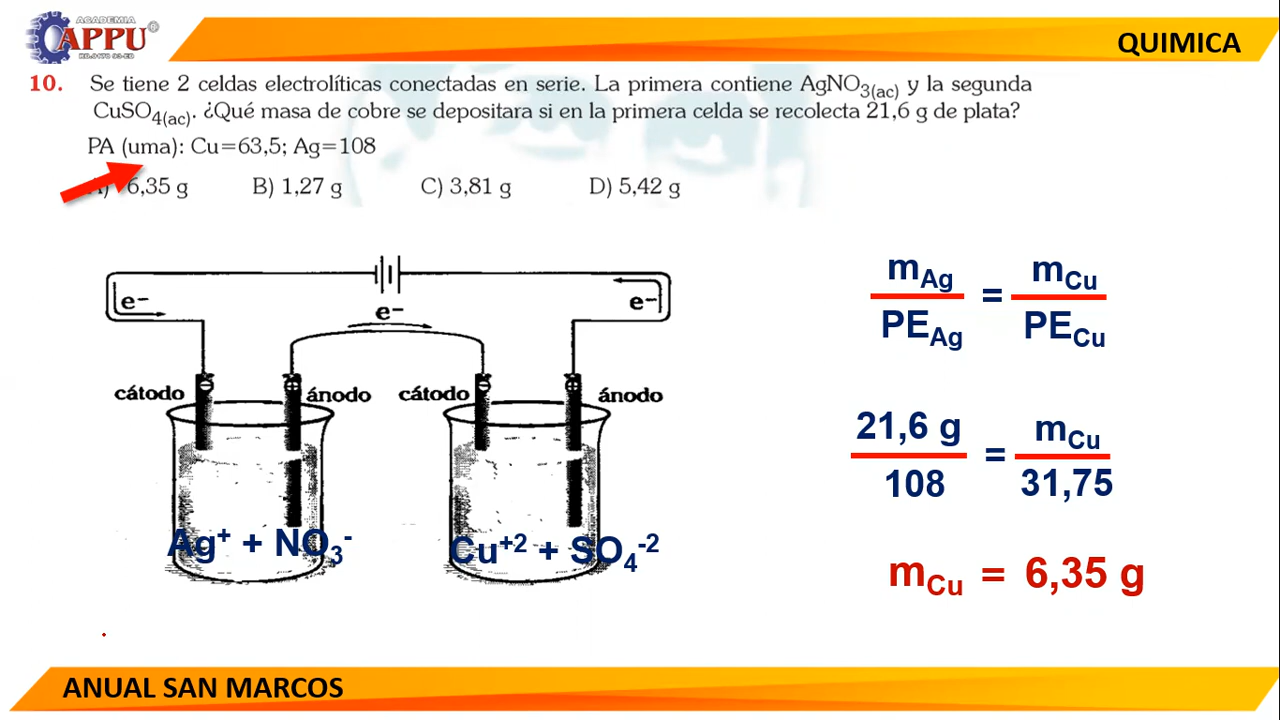 ACADEMIA
APPU®
QUIMICA
10. Se tiene 2 celdas electrolíticas conectadas en serie. La primera contiene AgNO3(ac) y la segunda
CuSO4(ac). ¿Qué masa de cobre se depositara si en la primera celda se recolecta 21,6 g de plata?
PA (uma): Cu=63,5; Ag=108
A) 6,35 g B) 1,27 g C) 3,81 g D) 5,42 g
e- e- e-
cátodo ánodo cátodo ánodo
Ag+ + NO3- Cu+2 + SO4-2
mAg/PEAg = mCu/PECu
21,6 g/108 = mCu/31,75
mCu = 6,35 g
ANUAL SAN MARCOS